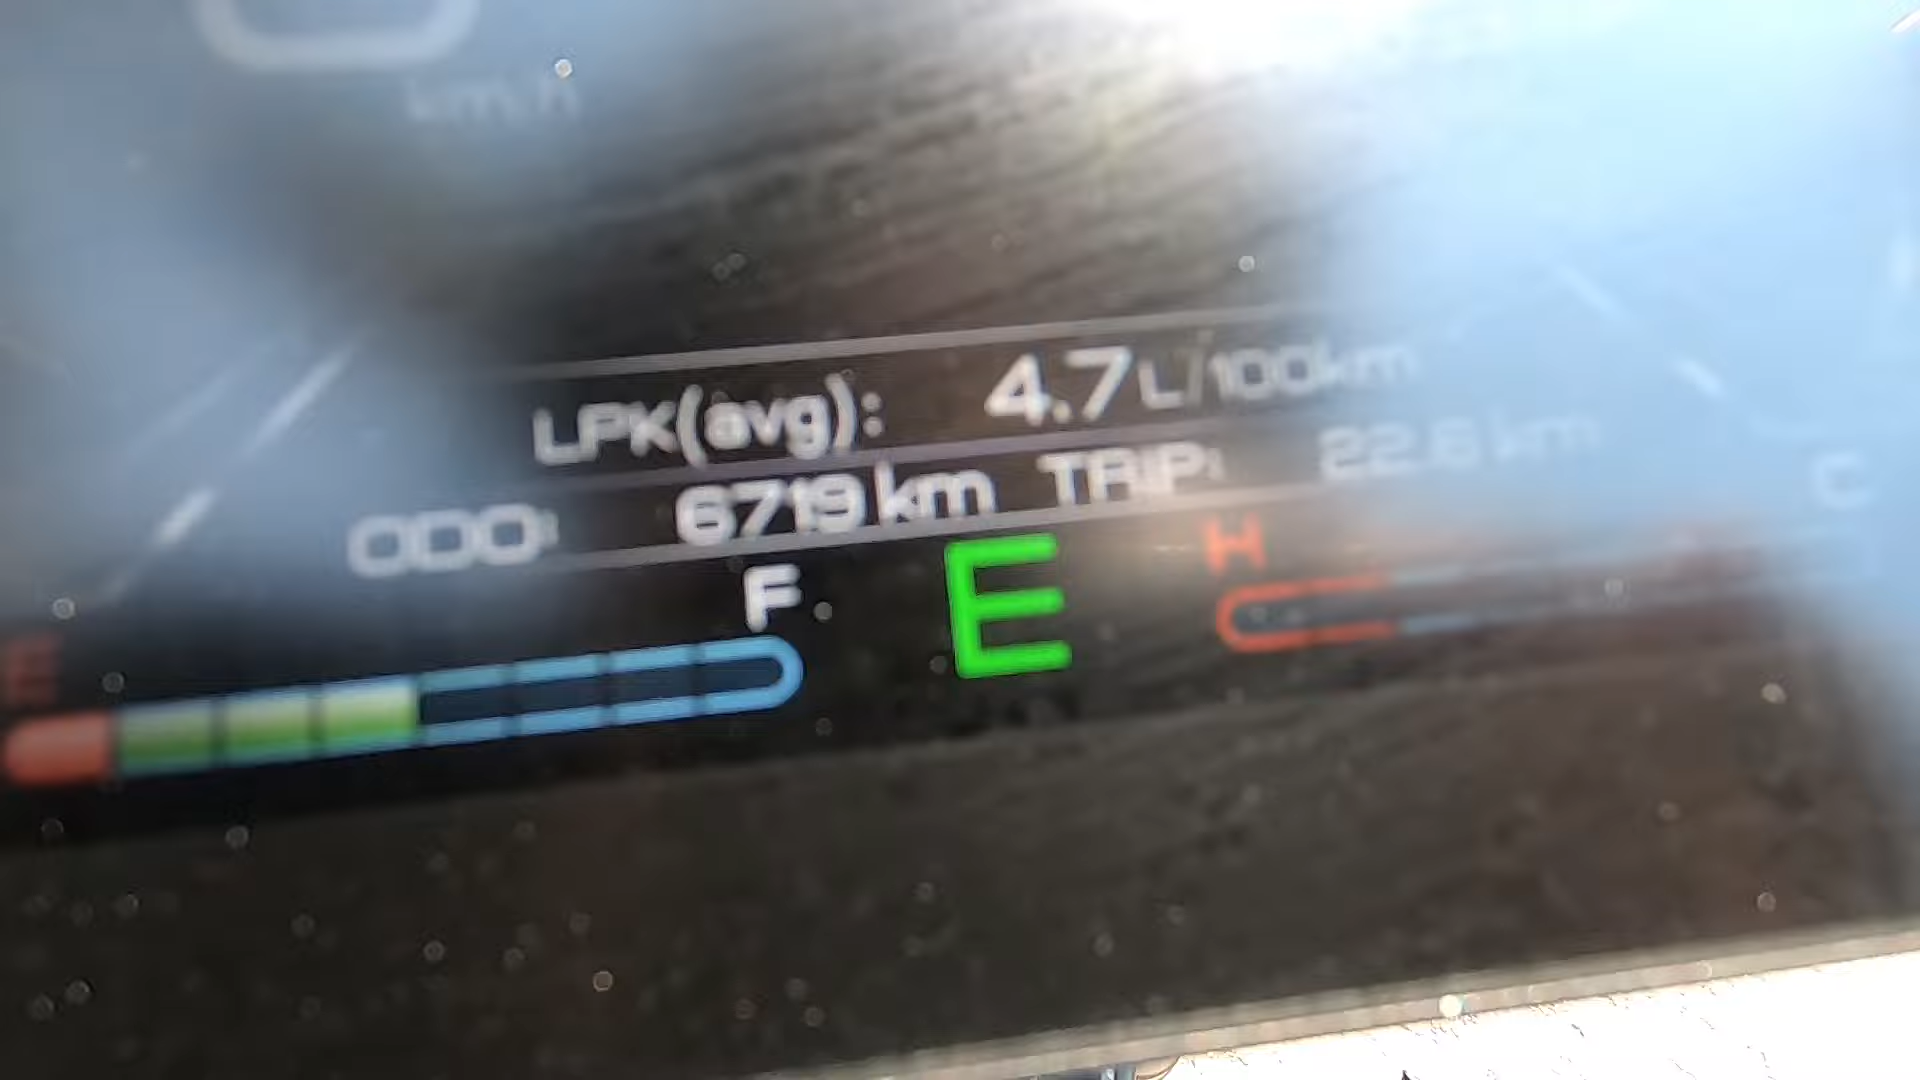 km/h
LPK(avg): 4.7 L/100km
ODO: 6719 km TRIP: 22.6 km
E F E H C